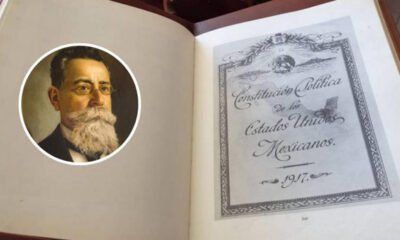 Constitución Política
de los
Estados Unidos
Mexicanos.
1917.